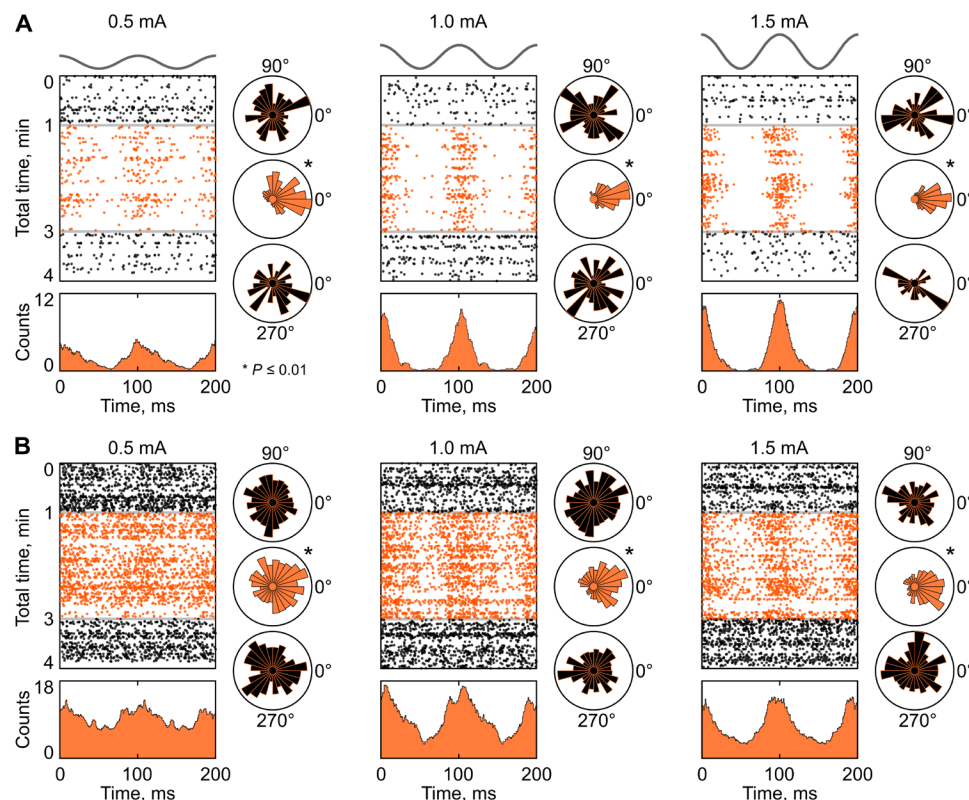 A
0.5 mA 1.0 mA 1.5 mA
90° 90° 90°
0 1 3 4
Total time, min
0° 0° 0°
* * *
0° 0° 0°
0° 0° 0°
270° 270° 270°
12
0
Counts
* P ≤ 0.01
0 100 200 0 100 200 0 100 200
Time, ms Time, ms Time, ms
B
0.5 mA 1.0 mA 1.5 mA
90° 90° 90°
0 1 3 4
Total time, min
0° 0° 0°
* * *
0° 0° 0°
0° 0° 0°
270° 270° 270°
18
0
Counts
0 100 200 0 100 200 0 100 200
Time, ms Time, ms Time, ms